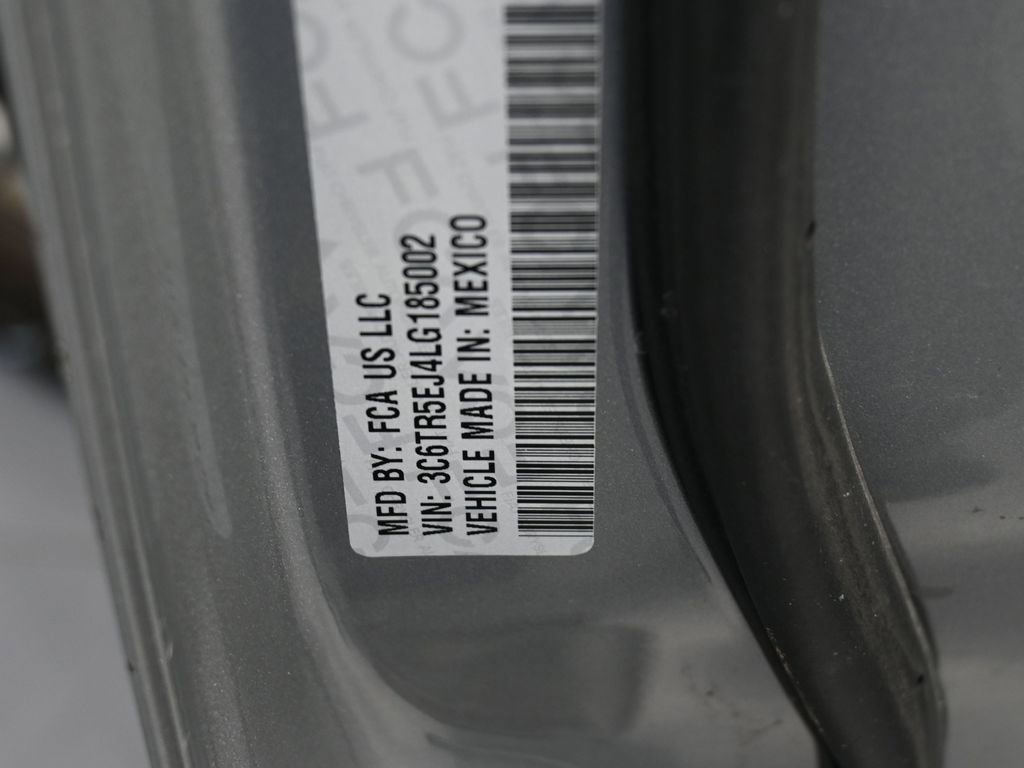 MFD BY: FCA US LLC
VIN: 3C6TR5EJ4LG185002
VEHICLE MADE IN: MEXICO